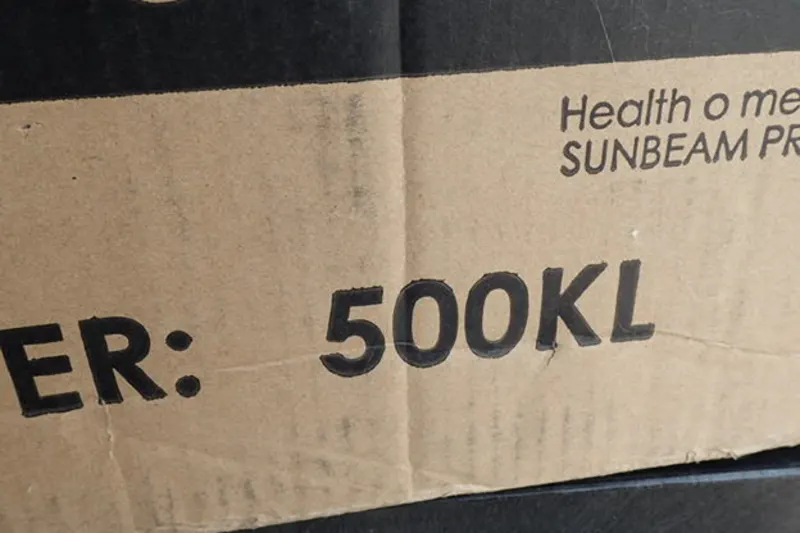 Health o me
SUNBEAM PR
ER: 500KL